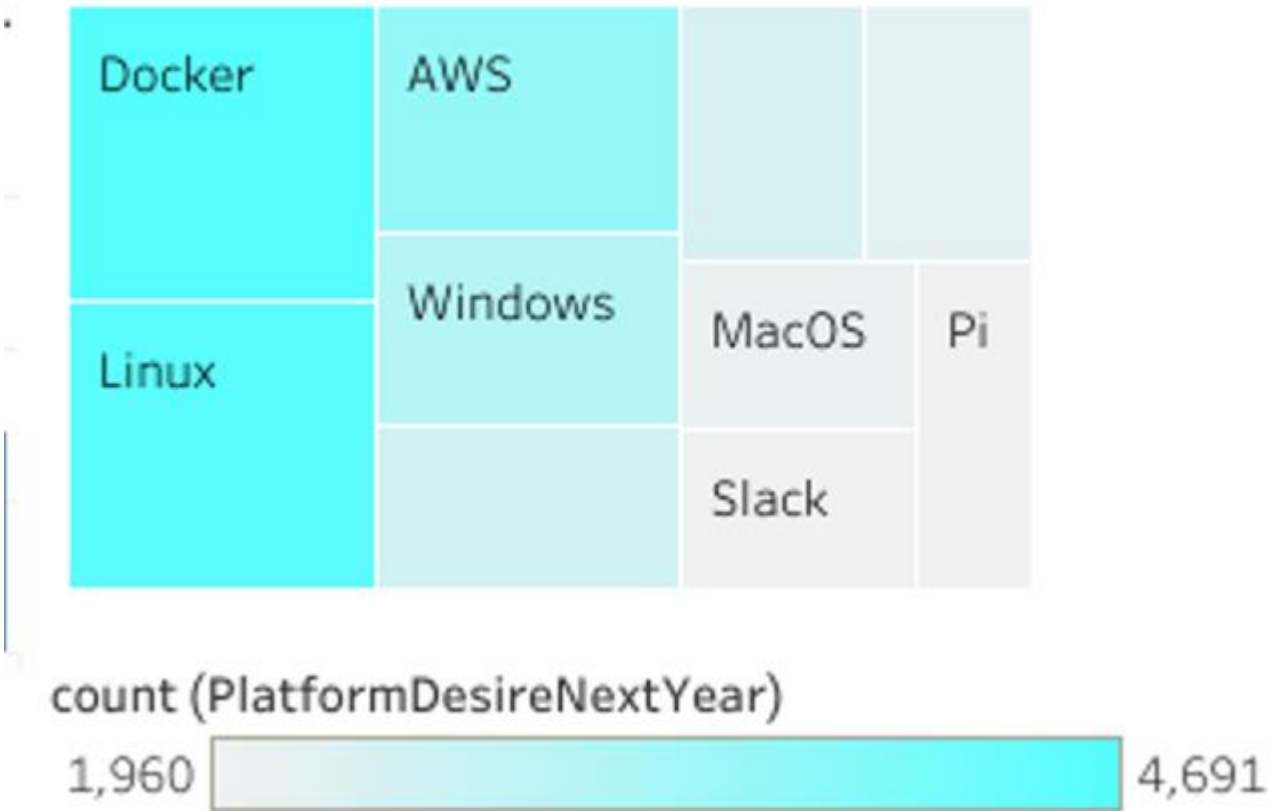 Docker
AWS
Windows
Linux
MacOS
Pi
Slack
count (PlatformDesireNextYear)
1,960
4,691